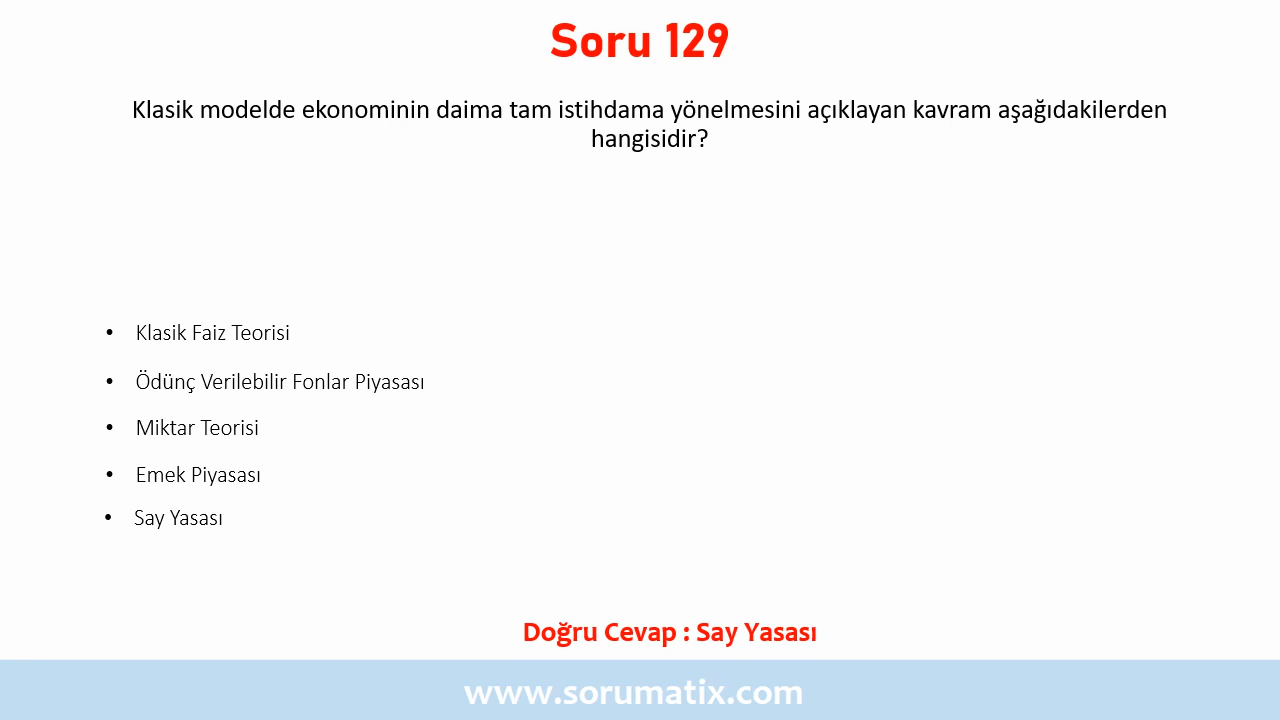 Soru 129
Klasik modelde ekonominin daima tam istihdama yönelmesini açıklayan kavram aşağıdakilerden
hangisidir?
• Klasik Faiz Teorisi
• Ödünç Verilebilir Fonlar Piyasası
• Miktar Teorisi
• Emek Piyasası
• Say Yasası
Doğru Cevap : Say Yasası
www.sorumatix.com